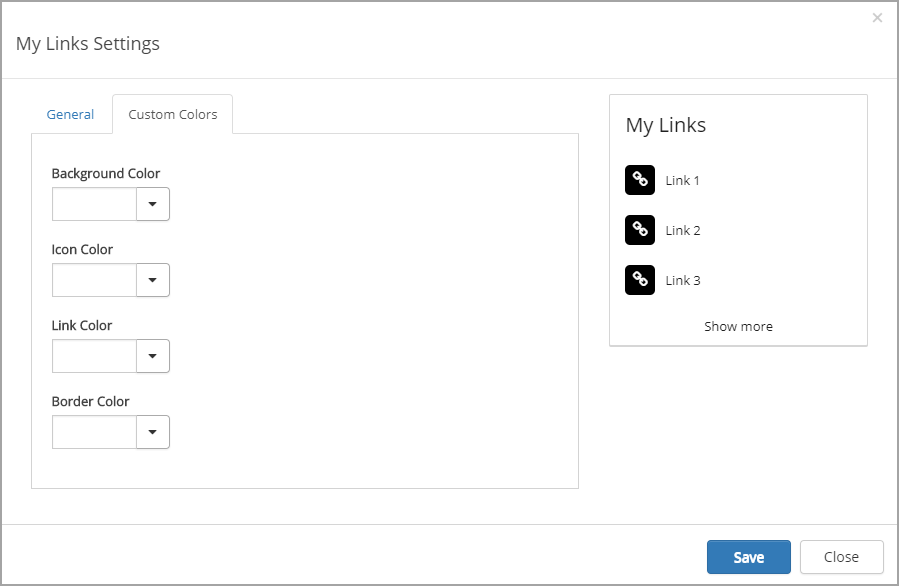 My Links Settings
General
Custom Colors
Background Color
Icon Color
Link Color
Border Color
My Links
Link 1
Link 2
Link 3
Show more
Save
Close